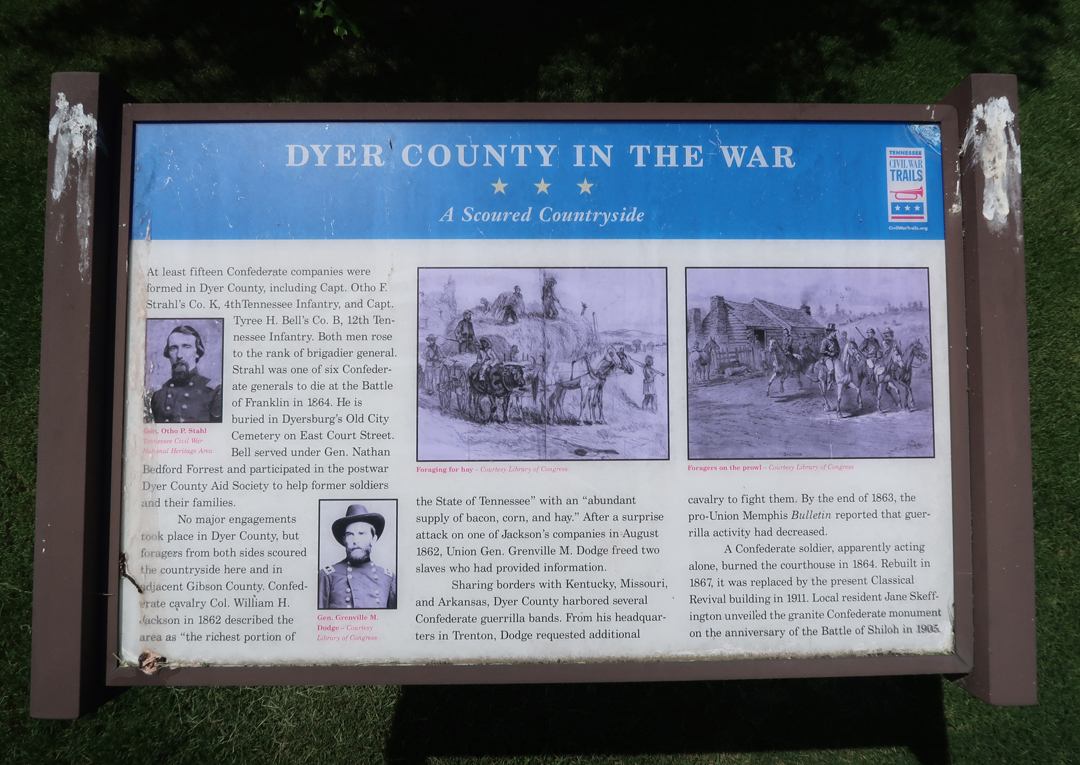 DYER COUNTY IN THE WAR
A Scoured Countryside
TENNESSEE
CIVIL WAR
TRAILS
CivilWarTrails.org
At least fifteen Confederate companies were
formed in Dyer County, including Capt. Otho F.
Strahl's Co. K, 4thTennessee Infantry, and Capt.
Tyree H. Bell's Co. B, 12th Ten-
nessee Infantry. Both men rose
to the rank of brigadier general.
Strahl was one of six Confeder-
ate generals to die at the Battle
of Franklin in 1864. He is
buried in Dyersburg's Old City
Cemetery on East Court Street.
Bell served under Gen. Nathan
Bedford Forrest and participated in the postwar
Dyer County Aid Society to help former soldiers
and their families.
Gen. Otho P. Stahl
Tennessee Civil War
National Heritage Area
No major engagements
took place in Dyer County, but
foragers from both sides scoured
the countryside here and in
adjacent Gibson County. Confed-
erate cavalry Col. William H.
Jackson in 1862 described the
area as "the richest portion of
Gen. Grenville M.
Dodge – Courtesy
Library of Congress
Foraging for hay – Courtesy Library of Congress
the State of Tennessee" with an "abundant
supply of bacon, corn, and hay." After a surprise
attack on one of Jackson's companies in August
1862, Union Gen. Grenville M. Dodge freed two
slaves who had provided information.
Sharing borders with Kentucky, Missouri,
and Arkansas, Dyer County harbored several
Confederate guerrilla bands. From his headquar-
ters in Trenton, Dodge requested additional
Foragers on the prowl – Courtesy Library of Congress
cavalry to fight them. By the end of 1863, the
pro-Union Memphis Bulletin reported that guer-
rilla activity had decreased.
A Confederate soldier, apparently acting
alone, burned the courthouse in 1864. Rebuilt in
1867, it was replaced by the present Classical
Revival building in 1911. Local resident Jane Skeff-
ington unveiled the granite Confederate monument
on the anniversary of the Battle of Shiloh in 1905.